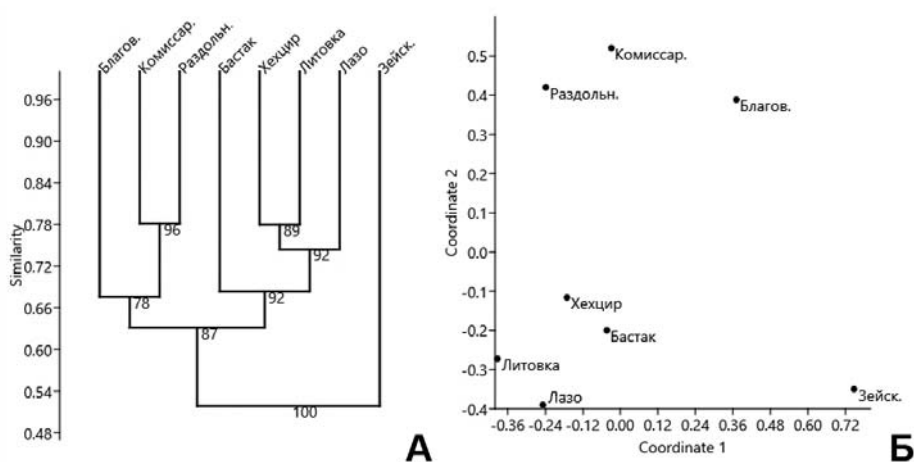 Благов.
Комиссар.
Раздольн.
Бастак
Хехцир
Литовка
Лазо
Зейск.
0.96
0.90
0.84
0.78
0.72
0.66
0.60
0.54
0.48
Similarity
96
89
92
78
92
87
100
А
0.5
0.4
0.3
0.2
0.1
0.0
-0.1
-0.2
-0.3
-0.4
Coordinate 2
Комиссар.
Раздольн.
Благов.
Хехцир
Бастак
Литовка
Лазо
Зейск.
-0.36 -0.24 -0.12 0.00 0.12 0.24 0.36 0.48 0.60 0.72
Coordinate 1
Б